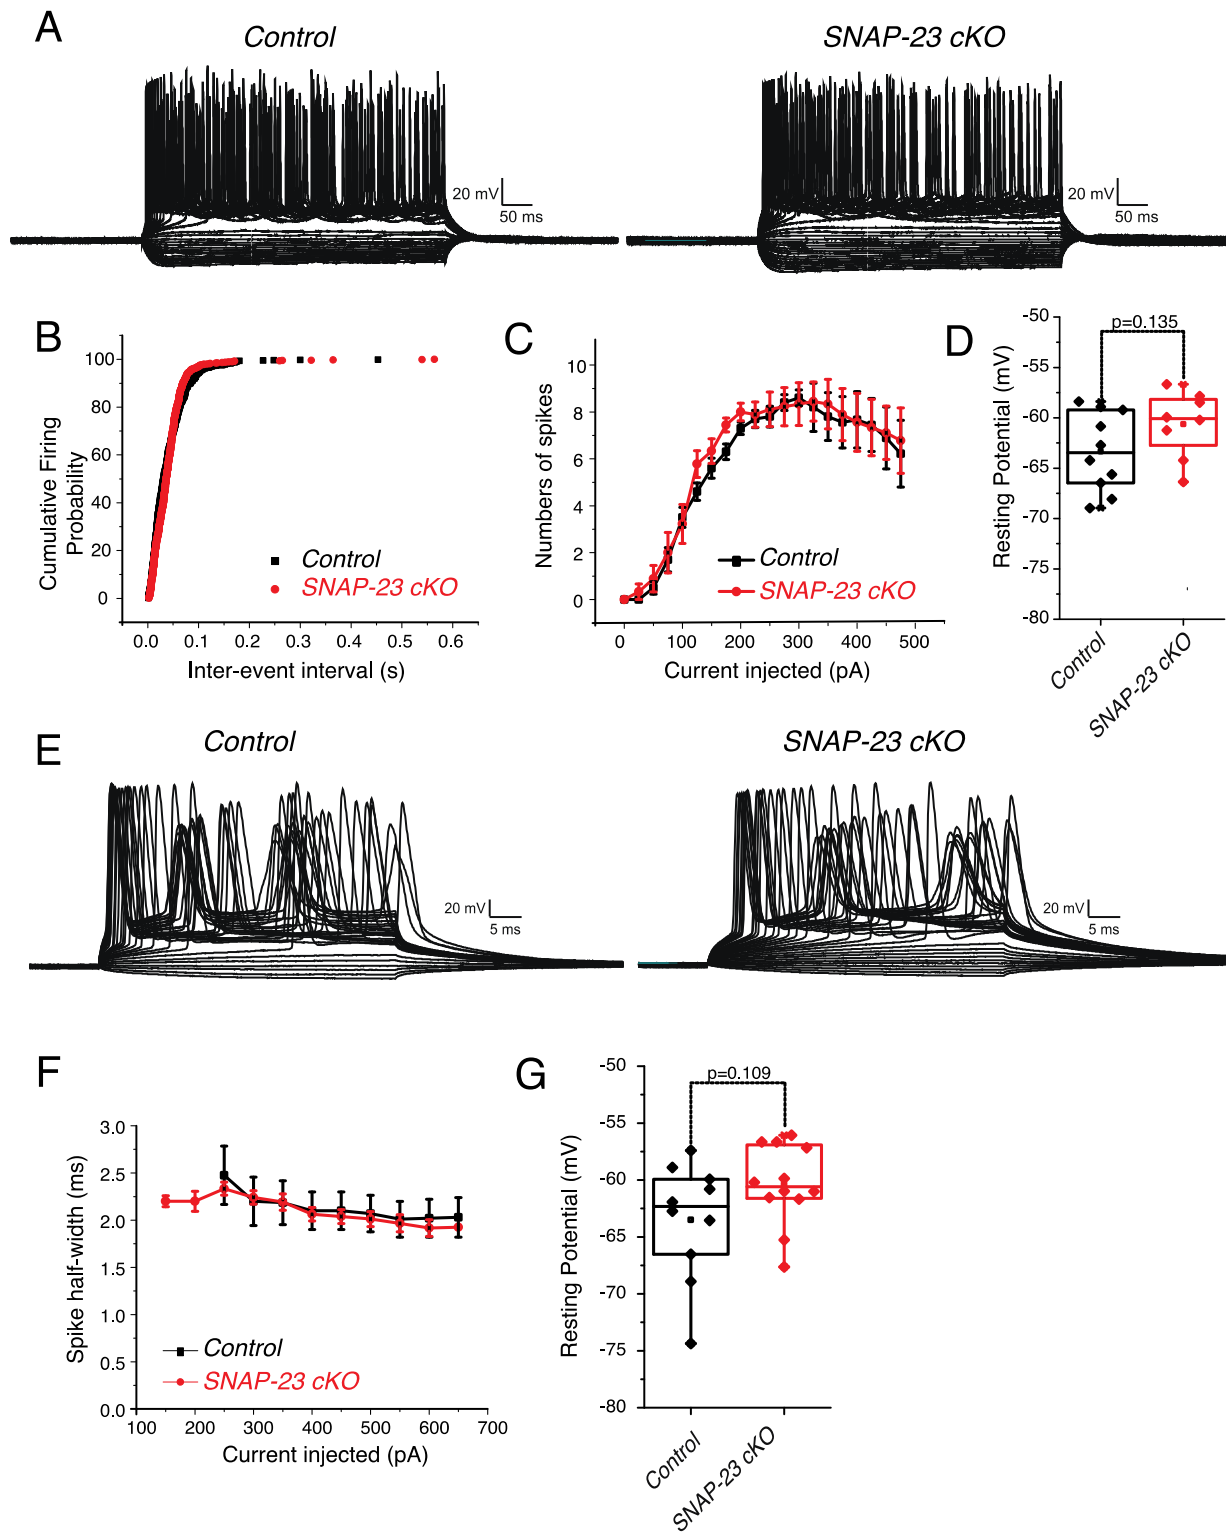 A
Control
SNAP-23 cKO
20 mV
50 ms
20 mV
50 ms
B
Cumulative Firing
Probability
100
80
60
40
20
0
Control
SNAP-23 cKO
0.0 0.1 0.2 0.3 0.4 0.5 0.6
Inter-event interval (s)
C
Numbers of spikes
10
8
6
4
2
0
Control
SNAP-23 cKO
0 100 200 300 400 500
Current injected (pA)
D
Resting Potential (mV)
-50
-55
-60
-65
-70
-75
-80
p=0.135
Control
SNAP-23 cKO
E
Control
SNAP-23 cKO
20 mV
5 ms
20 mV
5 ms
F
Spike half-width (ms)
3.0
2.5
2.0
1.5
1.0
0.5
0.0
Control
SNAP-23 cKO
100 200 300 400 500 600 700
Current injected (pA)
G
Resting Potential (mV)
-50
-55
-60
-65
-70
-75
-80
p=0.109
Control
SNAP-23 cKO